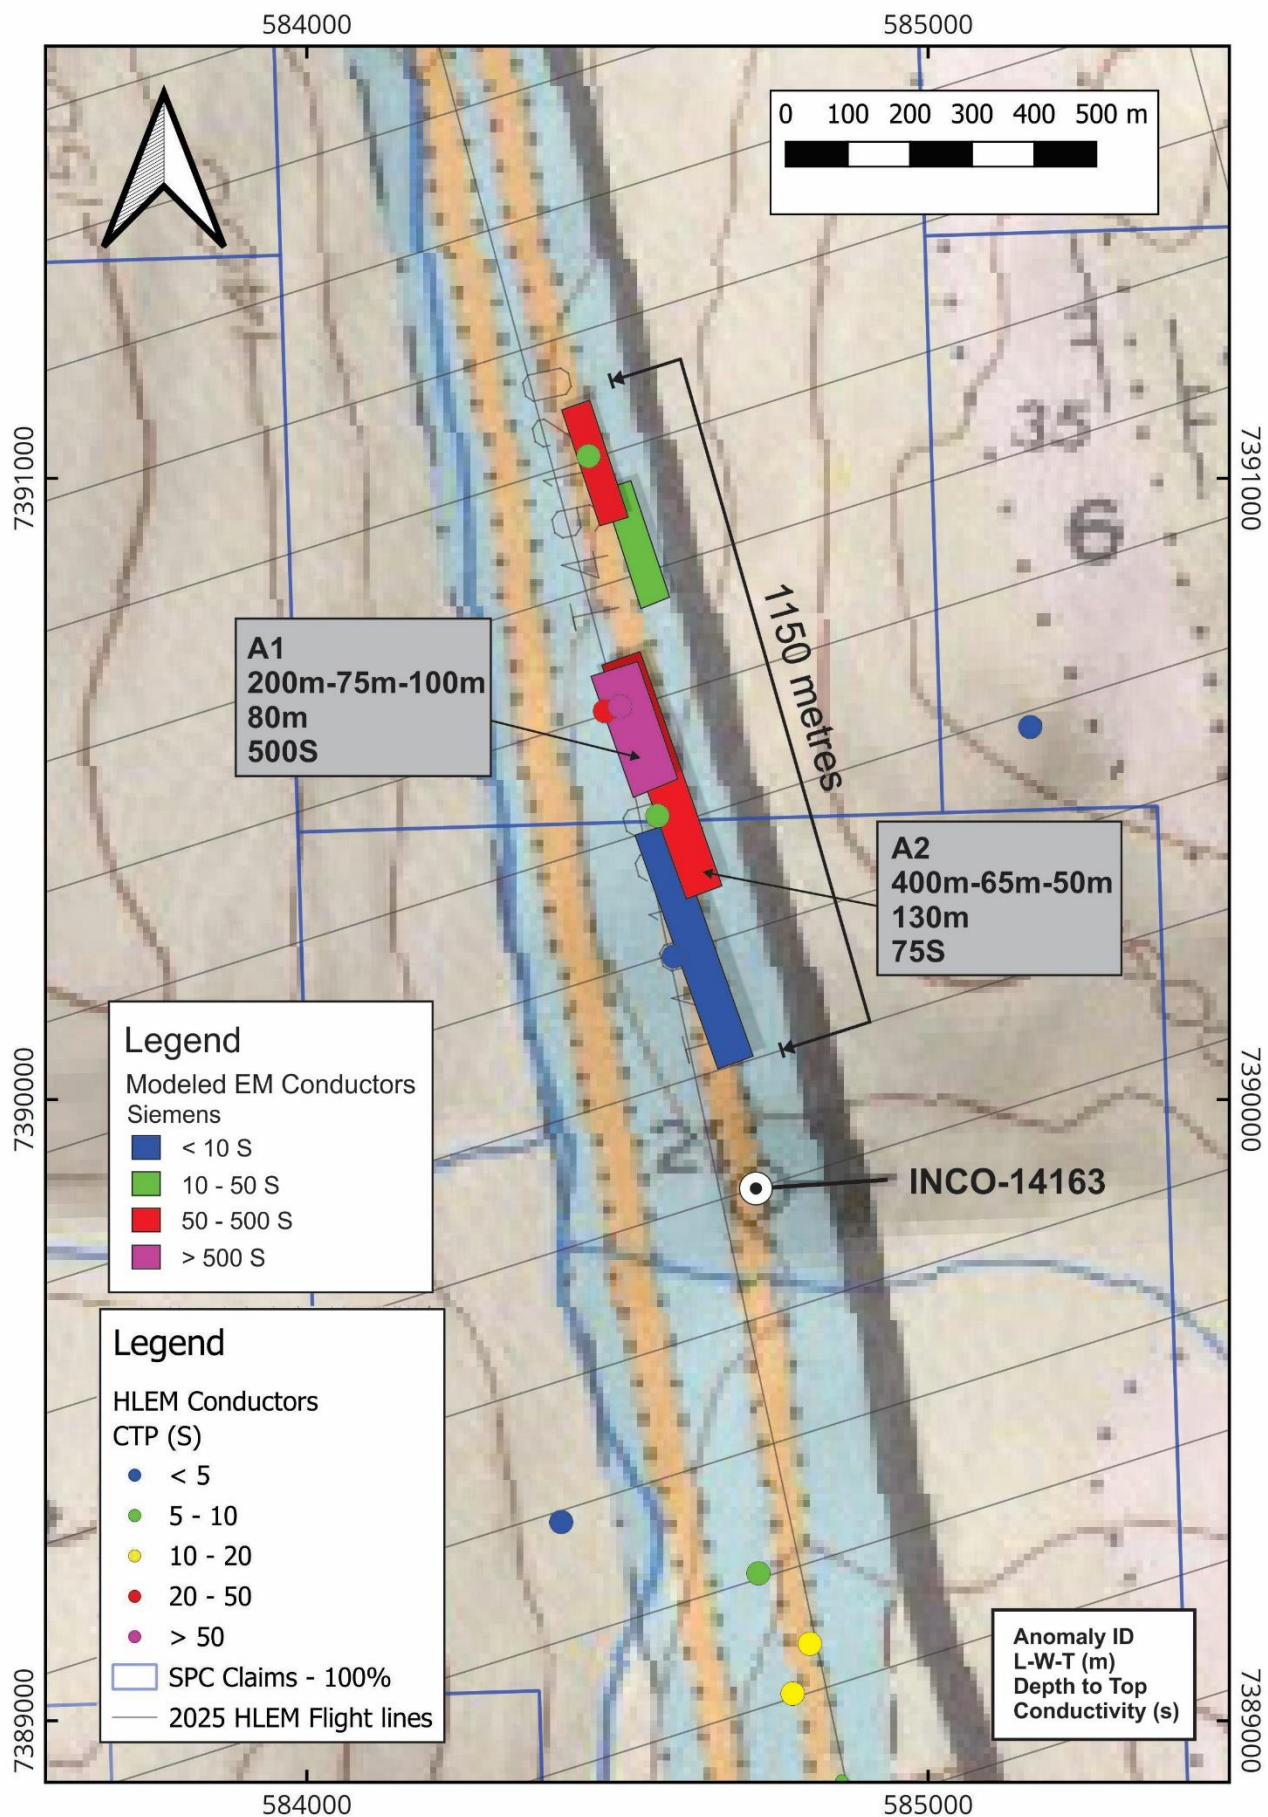 584000
585000
0 100 200 300 400 500 m
35
6
7391000
7391000
1150 metres
A1
200m-75m-100m
80m
500S
A2
400m-65m-50m
130m
75S
7390000
7390000
2
INCO-14163
Legend
Modeled EM Conductors
Siemens
< 10 S
10 - 50 S
50 - 500 S
> 500 S
Legend
HLEM Conductors
CTP (S)
< 5
5 - 10
10 - 20
20 - 50
> 50
SPC Claims - 100%
2025 HLEM Flight lines
Anomaly ID
L-W-T (m)
Depth to Top
Conductivity (s)
7389000
7389000
584000
585000